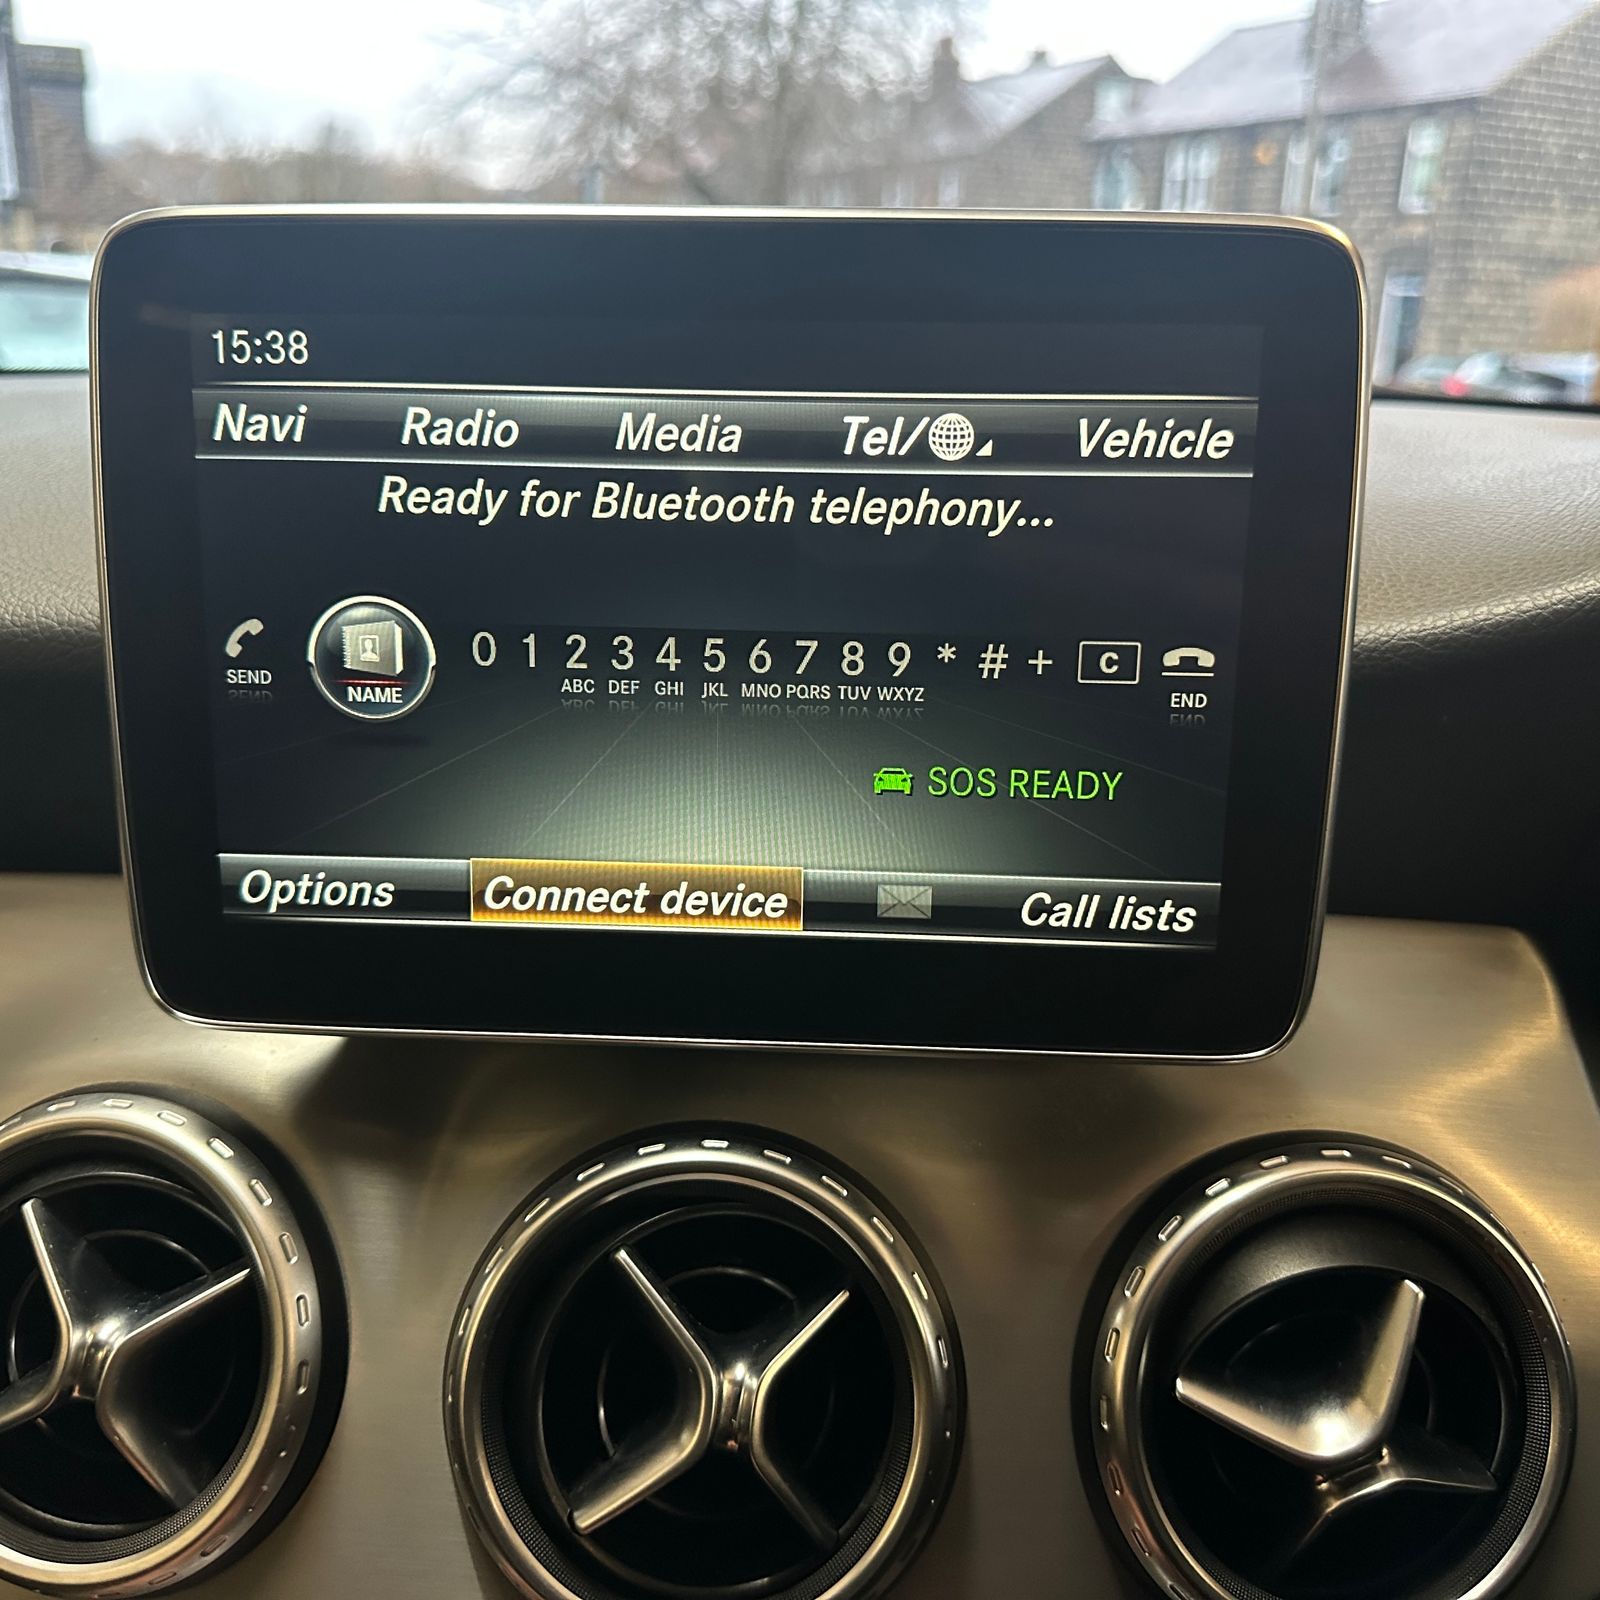 15:38
Navi Radio Media Tel/ Vehicle
Ready for Bluetooth telephony...
SEND NAME 0 1 2 3 4 5 6 7 8 9 * # + C END
ABC DEF GHI JKL MNO PQRS TUV WXYZ
SOS READY
Options Connect device Call lists